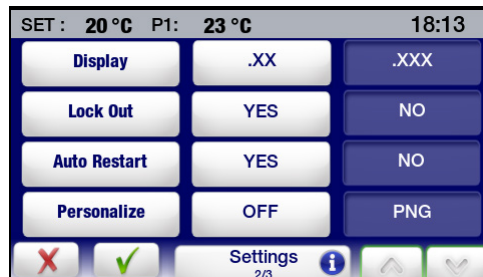 SET : 20 °C P1: 23 °C 18:13
Display .XX .XXX
Lock Out YES NO
Auto Restart YES NO
Personalize OFF PNG
Settings
2/3